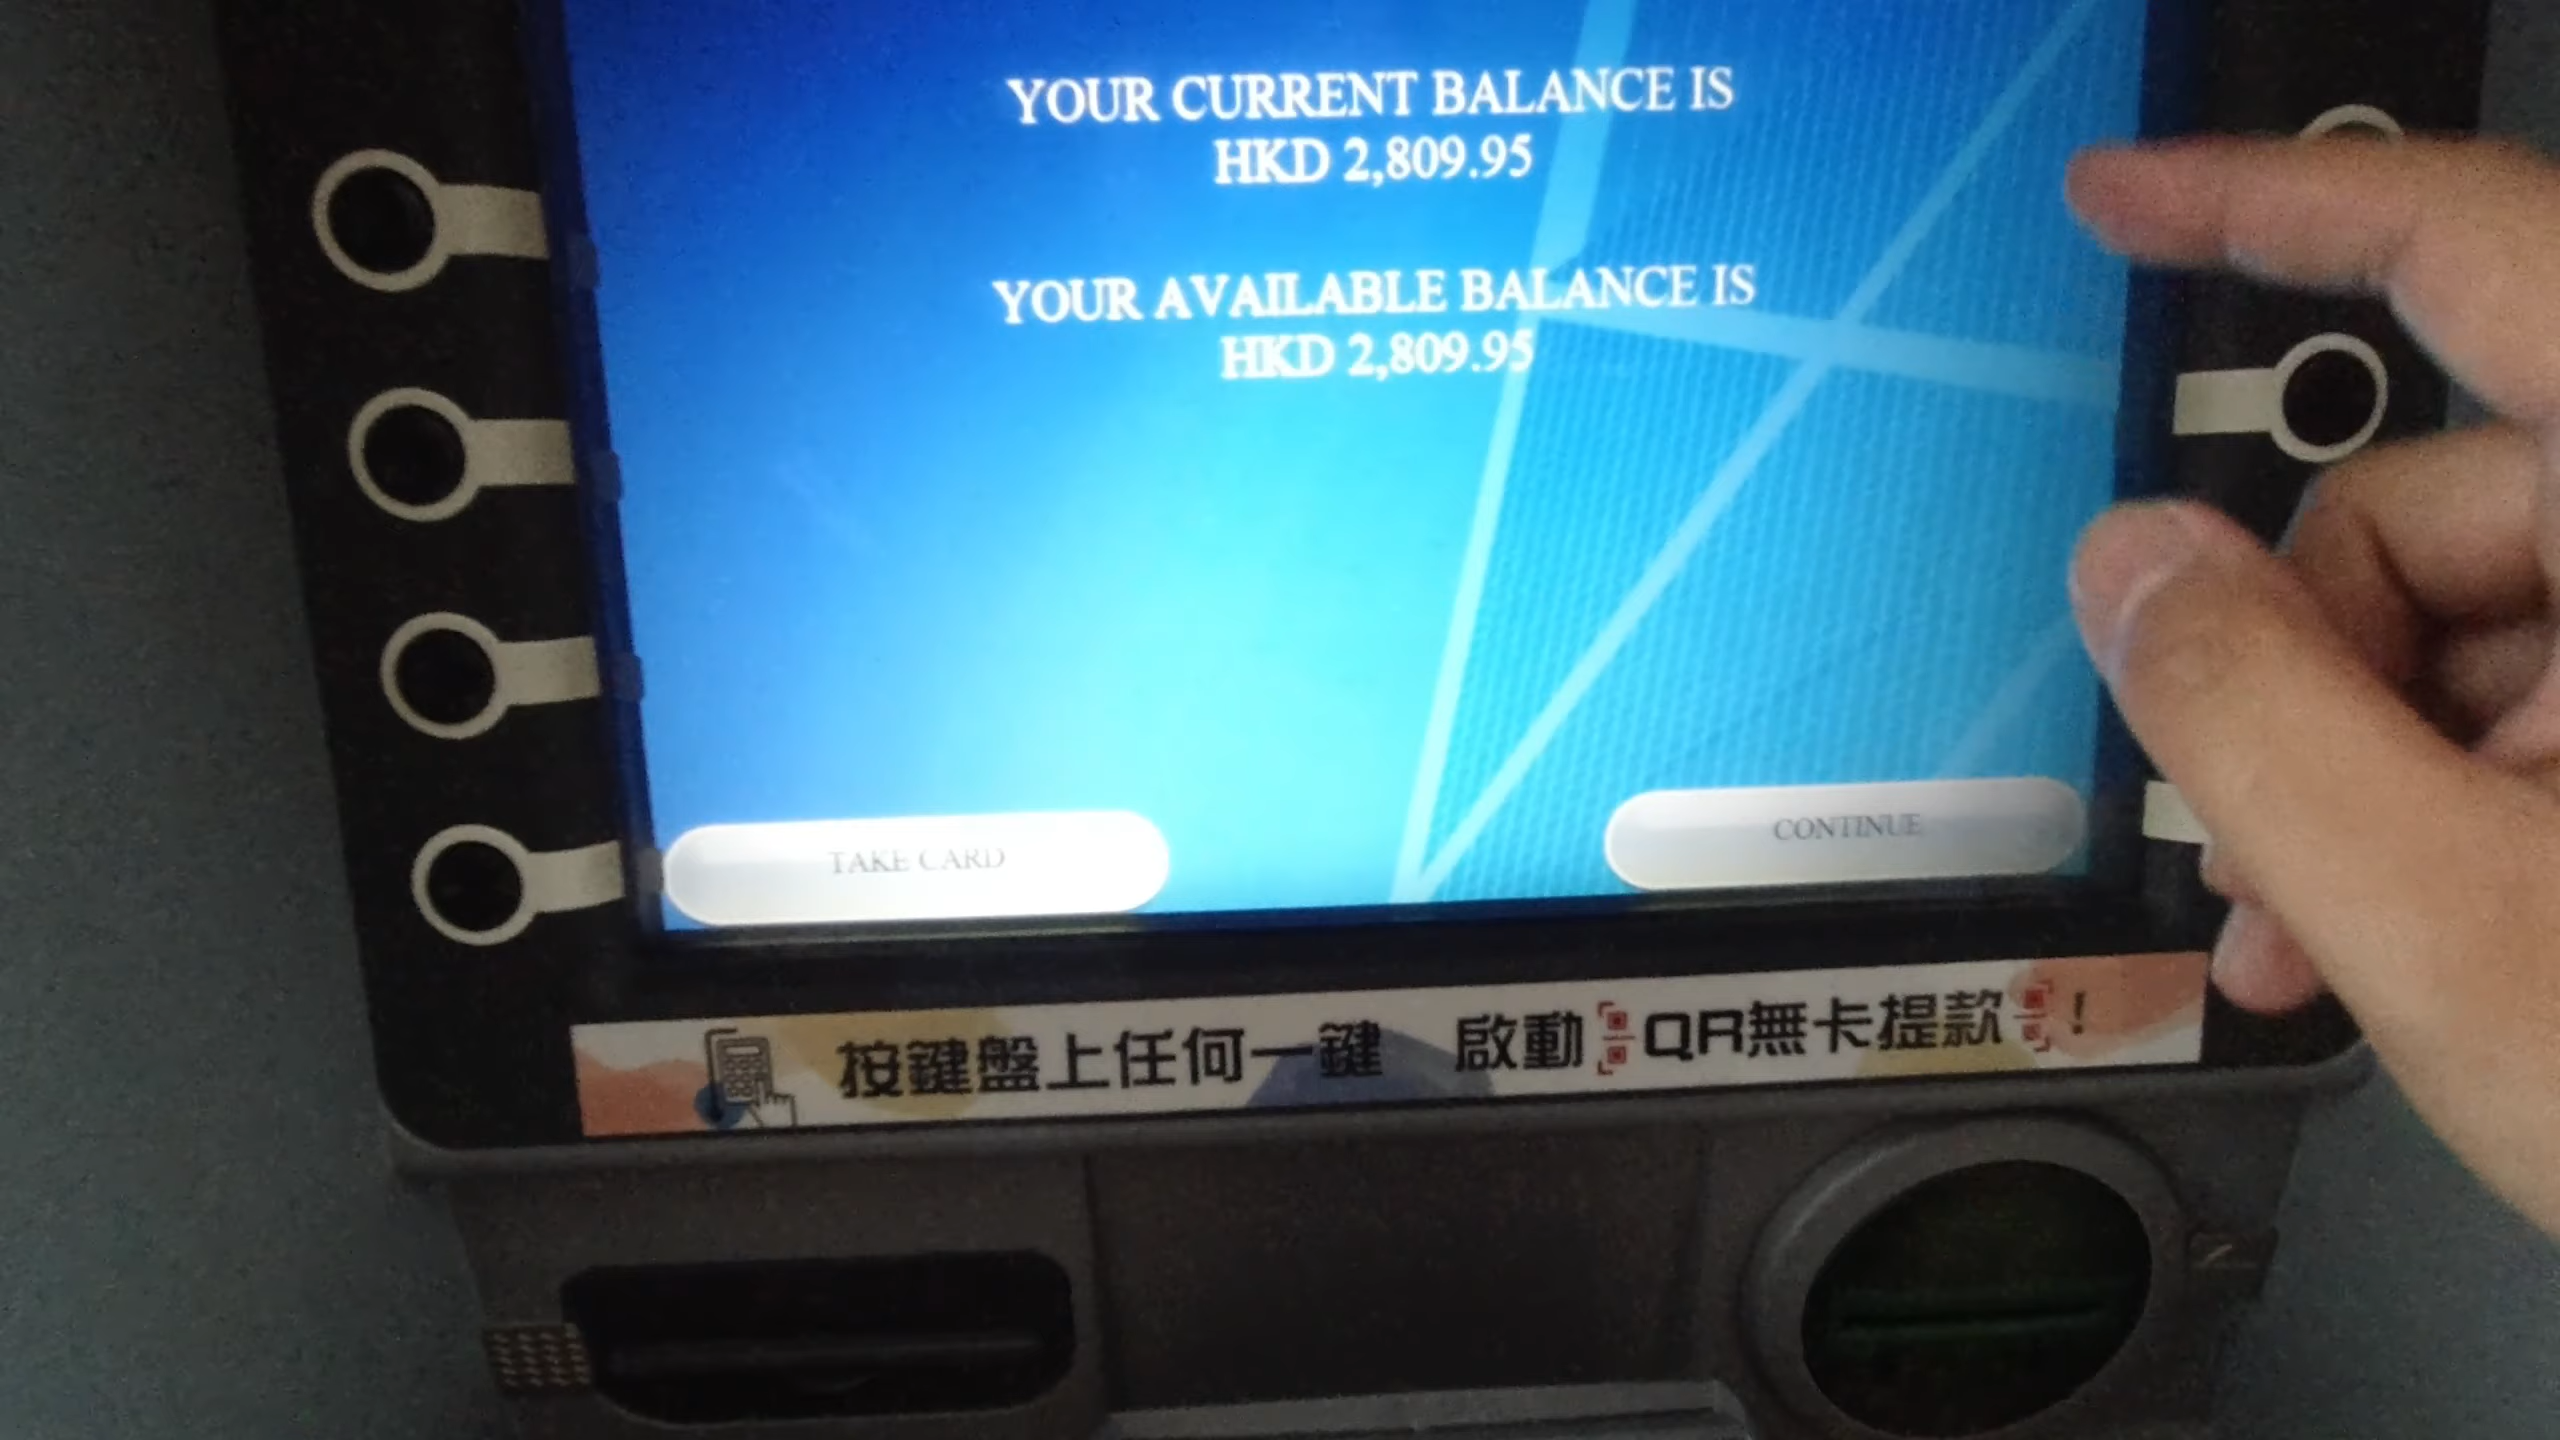 YOUR CURRENT BALANCE IS
HKD 2,809.95
YOUR AVAILABLE BALANCE IS
HKD 2,809.95
TAKE CARD
CONTINUE
按鍵盤上任何一鍵 啟動QR無卡提款!